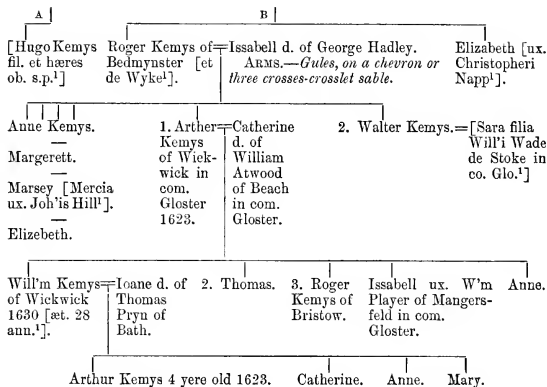 A B
[Hugo Kemys
fil. et hæres
ob. s.p.¹]
Roger Kemys of
Bedmynster [et
de Wyke¹].
Issabell d. of George Hadley.
ARMS.—Gules, on a chevron or
three crosses-crosslet sable.
Elizabeth [ux.
Christopheri
Napp¹].
Anne Kemys.
—
Margerett.
—
Marsey [Mercia
ux. Joh'is Hill¹].
—
Elizebeth.
1. Arther
Kemys
of Wick-
wick in
com.
Gloster
1623.
Catherine
d. of
William
Atwood
of Beach
in com.
Gloster.
2. Walter Kemys.=[Sara filia
Will'i Wade
de Stoke in
co. Glo.¹]
Will'm Kemys
of Wickwick
1630 [æt. 28
ann.¹].
Ioane d. of
Thomas
Pryn of
Bath.
2. Thomas.
3. Roger
Kemys of
Bristow.
Issabell ux. W'm
Player of Mangers-
feld in com.
Gloster.
Anne.
Arthur Kemys 4 yere old 1623. Catherine. Anne. Mary.